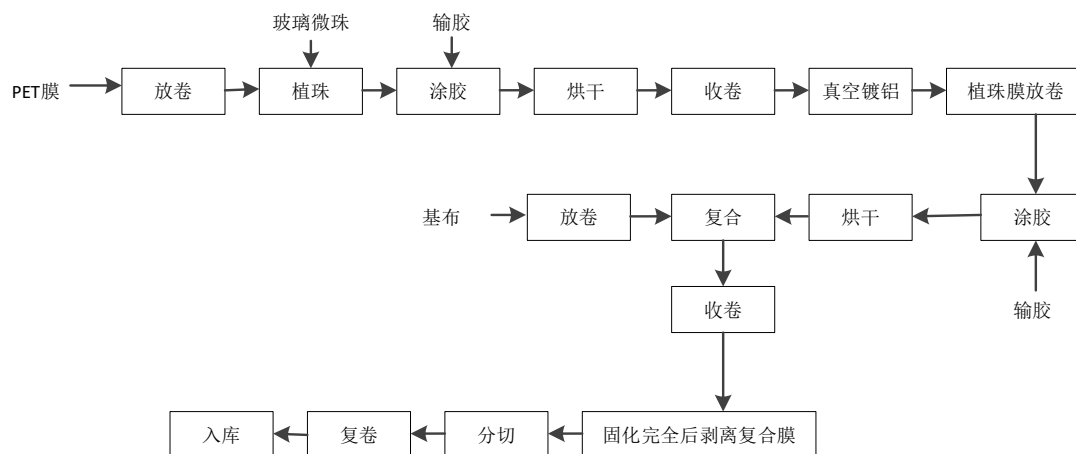 玻璃微珠
输胶
PET膜
放卷
植珠
涂胶
烘干
收卷
真空镀铝
植珠膜放卷
基布
放卷
复合
烘干
涂胶
收卷
输胶
入库
复卷
分切
固化完全后剥离复合膜